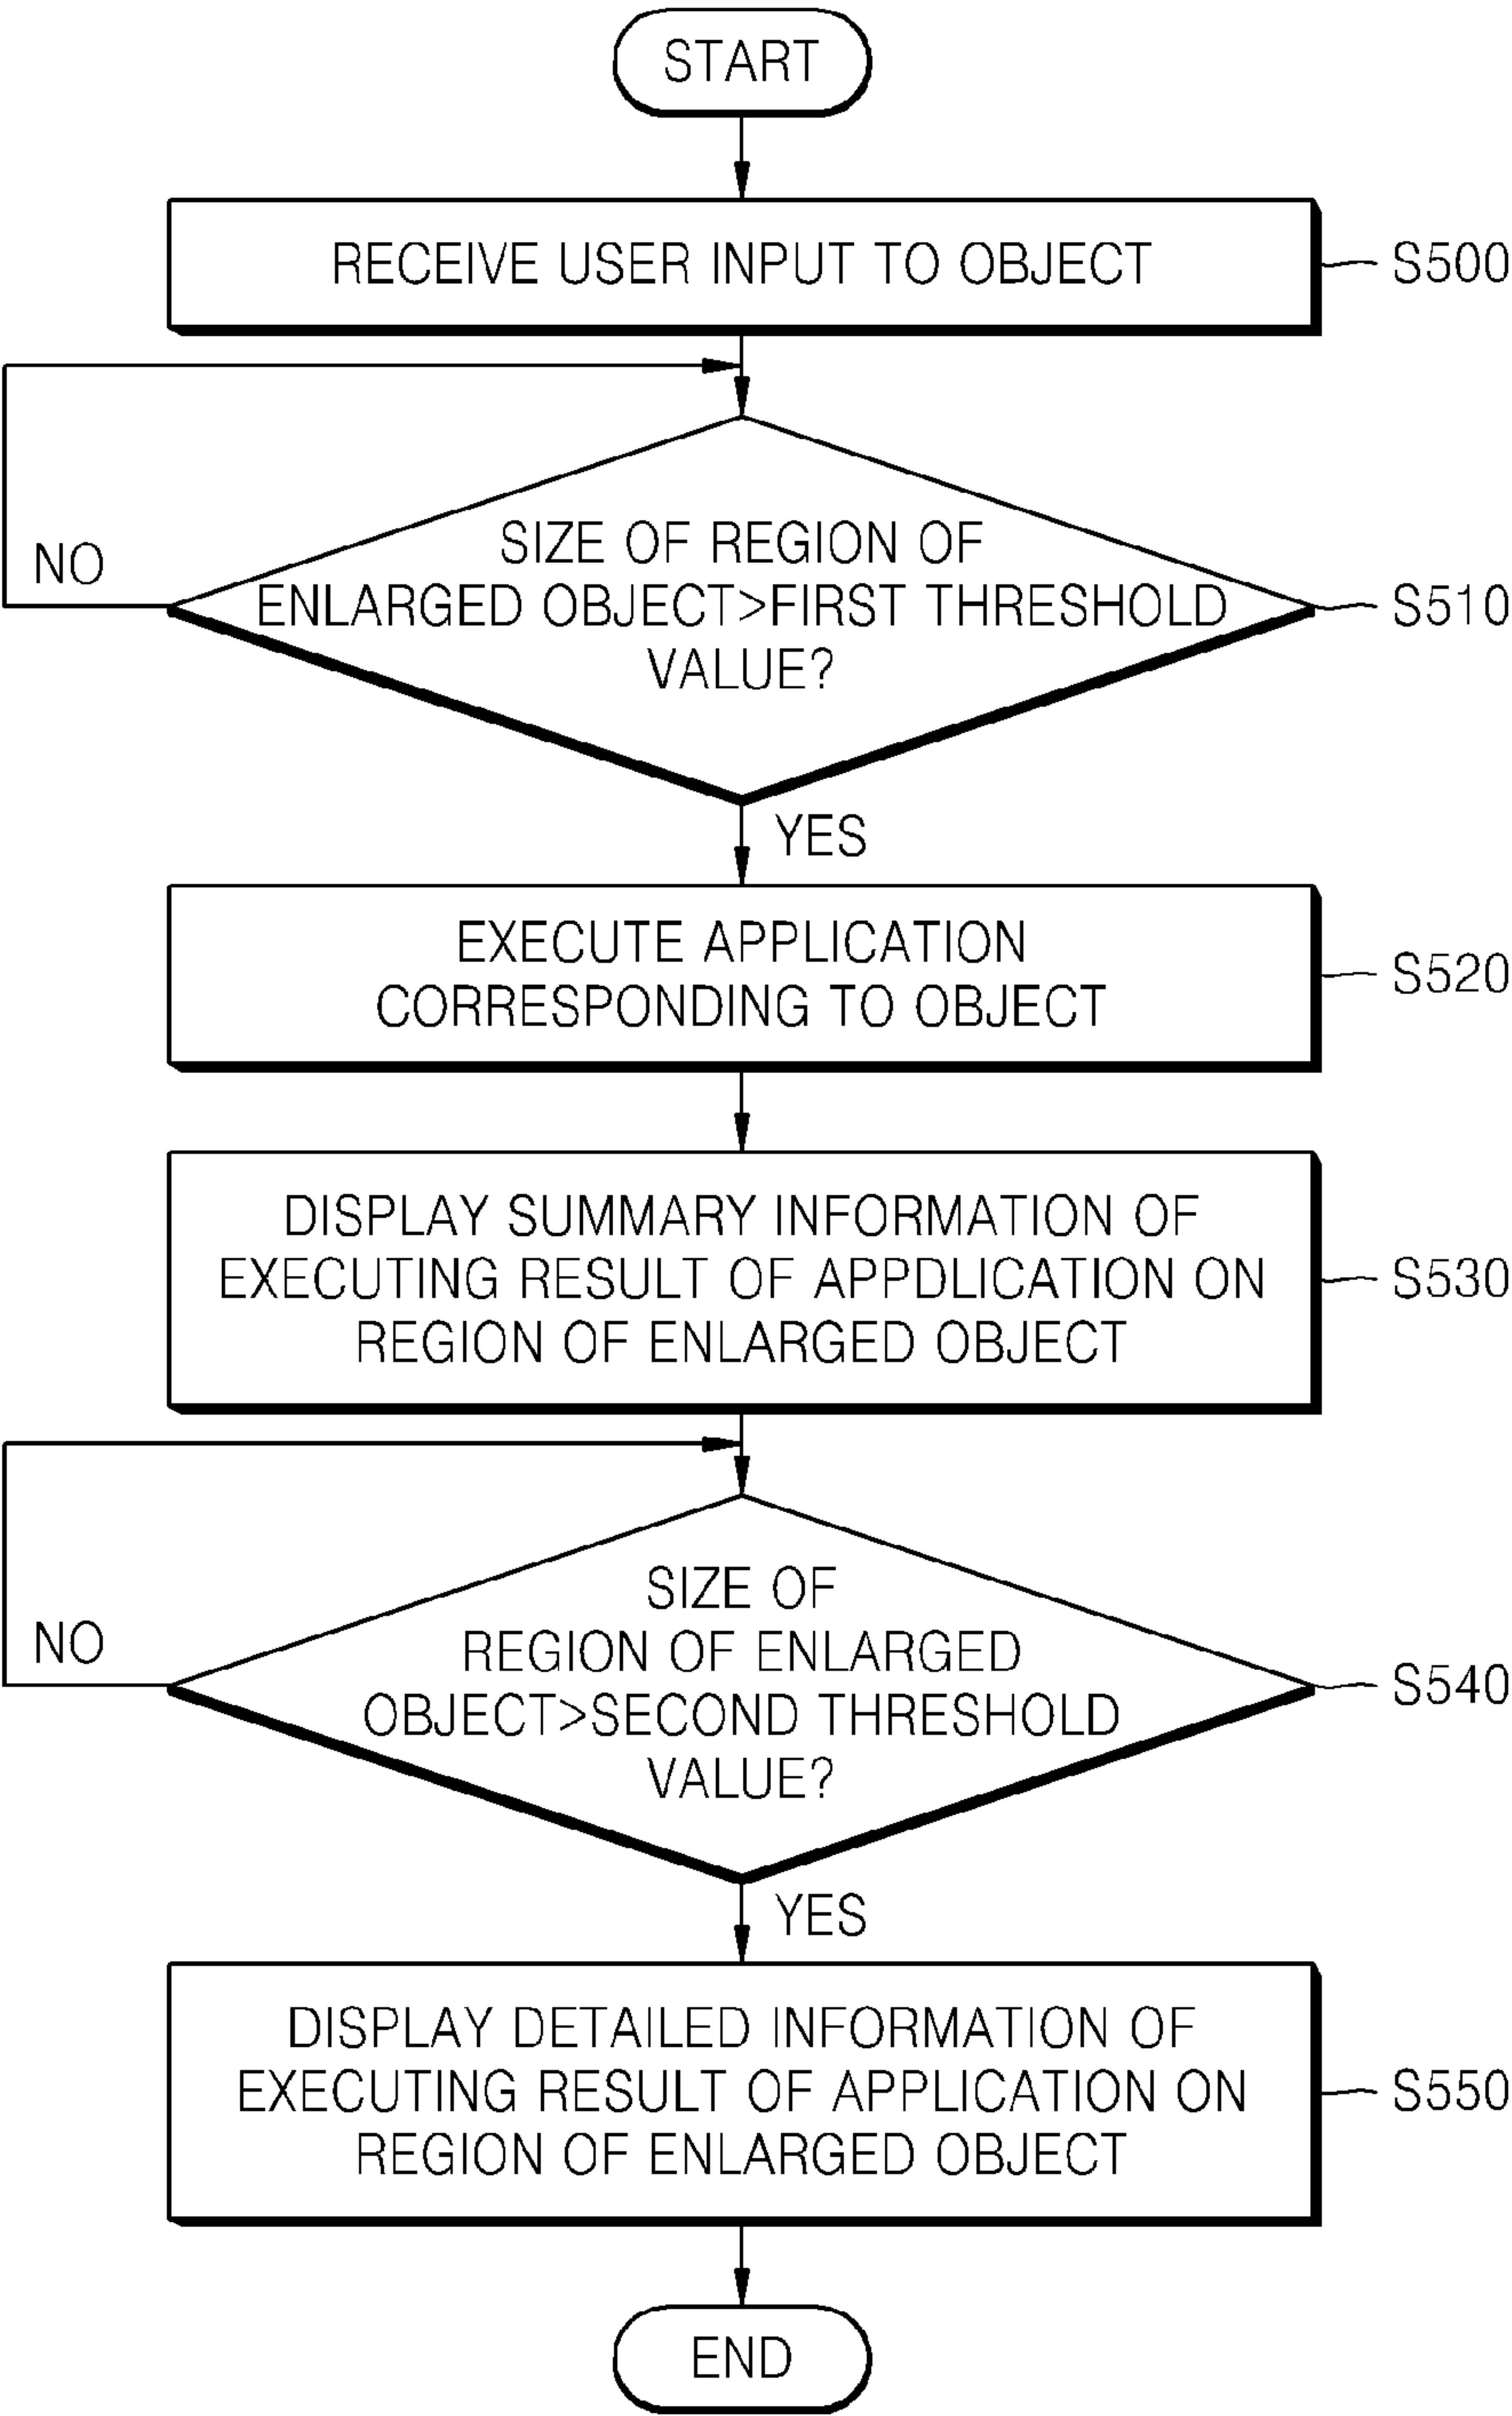 START
RECEIVE USER INPUT TO OBJECT
S500
SIZE OF REGION OF
ENLARGED OBJECT>FIRST THRESHOLD
VALUE?
S510
NO
YES
EXECUTE APPLICATION
CORRESPONDING TO OBJECT
S520
DISPLAY SUMMARY INFORMATION OF
EXECUTING RESULT OF APPDLICATION ON
REGION OF ENLARGED OBJECT
S530
SIZE OF
REGION OF ENLARGED
OBJECT>SECOND THRESHOLD
VALUE?
S540
NO
YES
DISPLAY DETAILED INFORMATION OF
EXECUTING RESULT OF APPLICATION ON
REGION OF ENLARGED OBJECT
S550
END